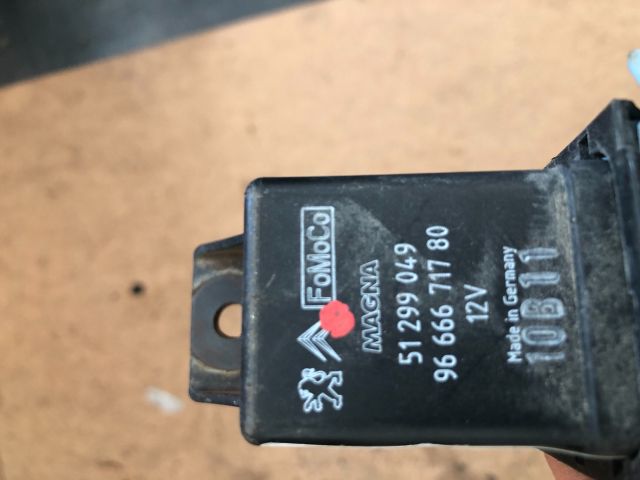 FoMoCo
MAGNA
51 299 049
96 666 717 80
12V
Made in Germany
10B11